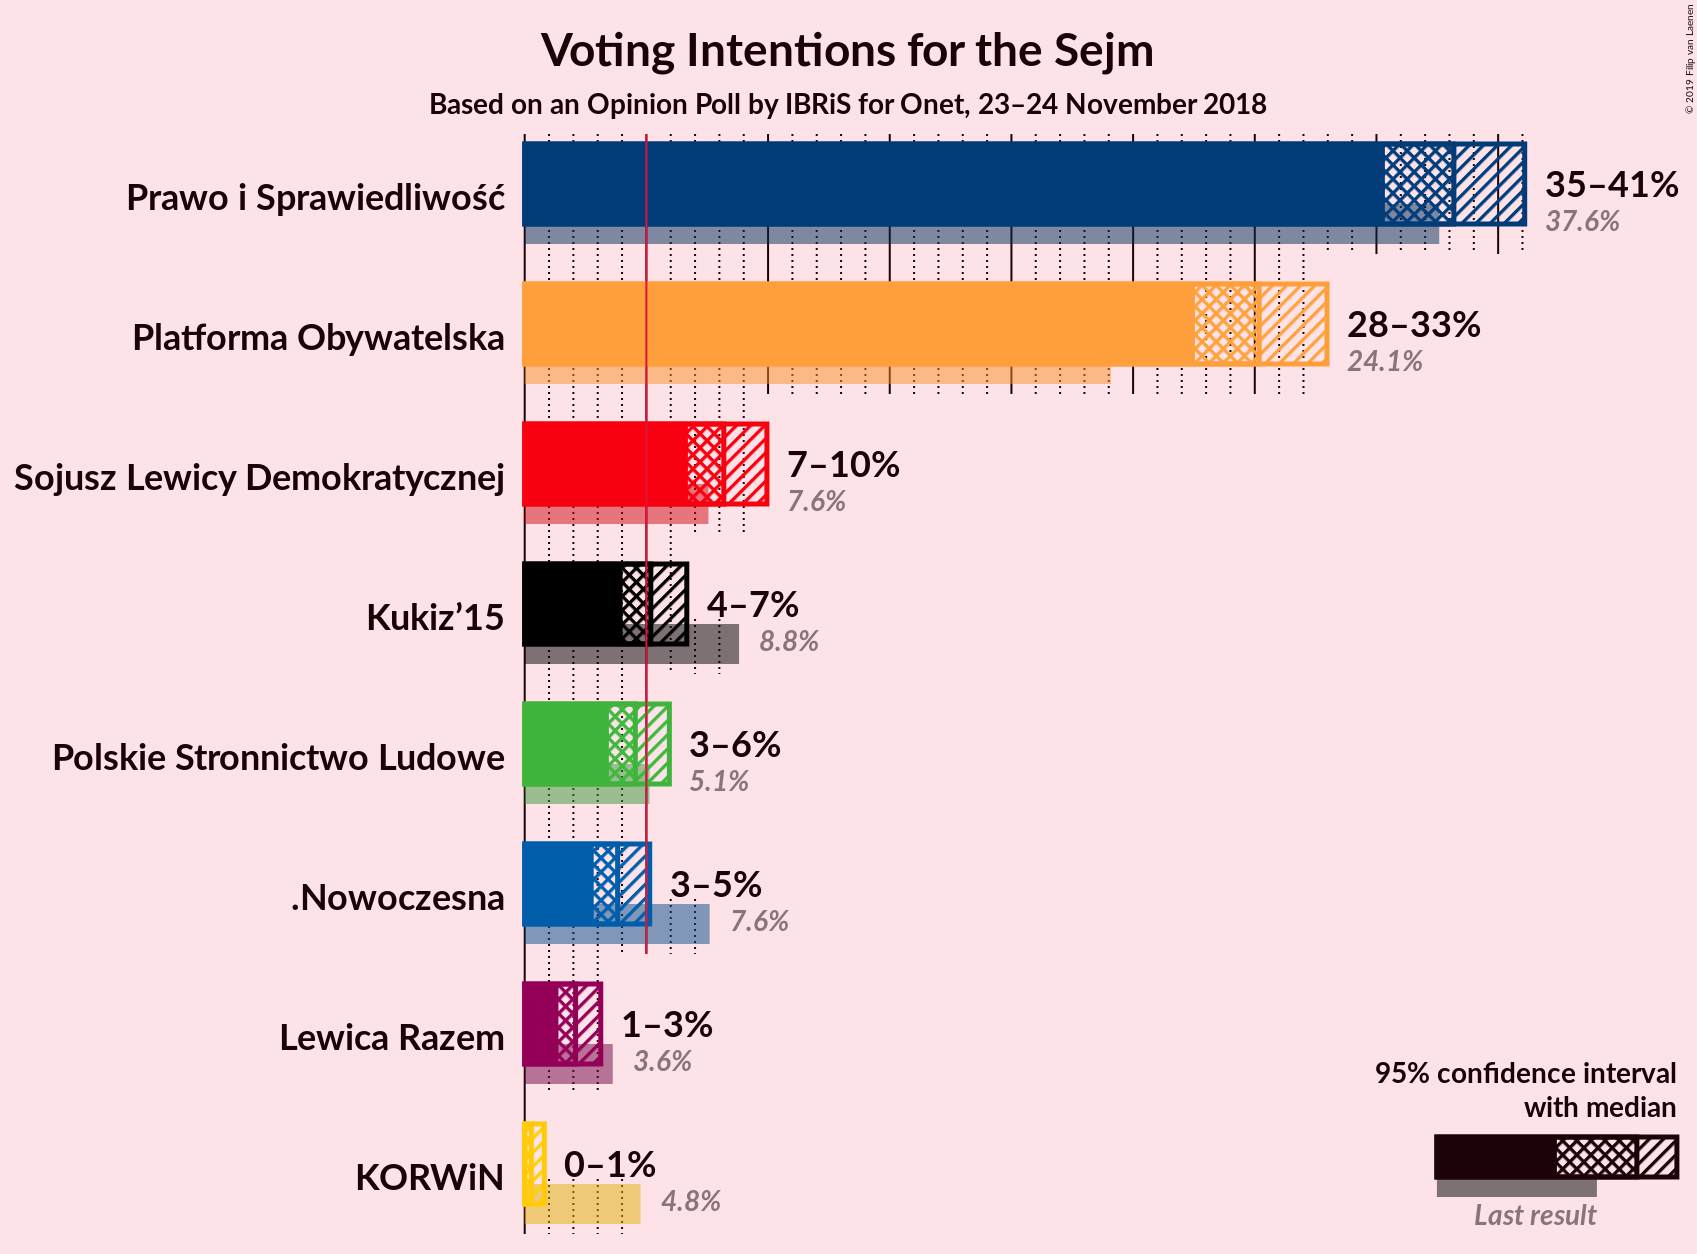 Voting Intentions for the Sejm
Based on an Opinion Poll by IBRiS for Onet, 23–24 November 2018
© 2019 Filip van Laenen
Prawo i Sprawiedliwość
35–41%
37.6%
Platforma Obywatelska
28–33%
24.1%
Sojusz Lewicy Demokratycznej
7–10%
7.6%
Kukiz’15
4–7%
8.8%
Polskie Stronnictwo Ludowe
3–6%
5.1%
.Nowoczesna
3–5%
7.6%
Lewica Razem
1–3%
3.6%
KORWiN
0–1%
4.8%
95% confidence interval
with median
Last result